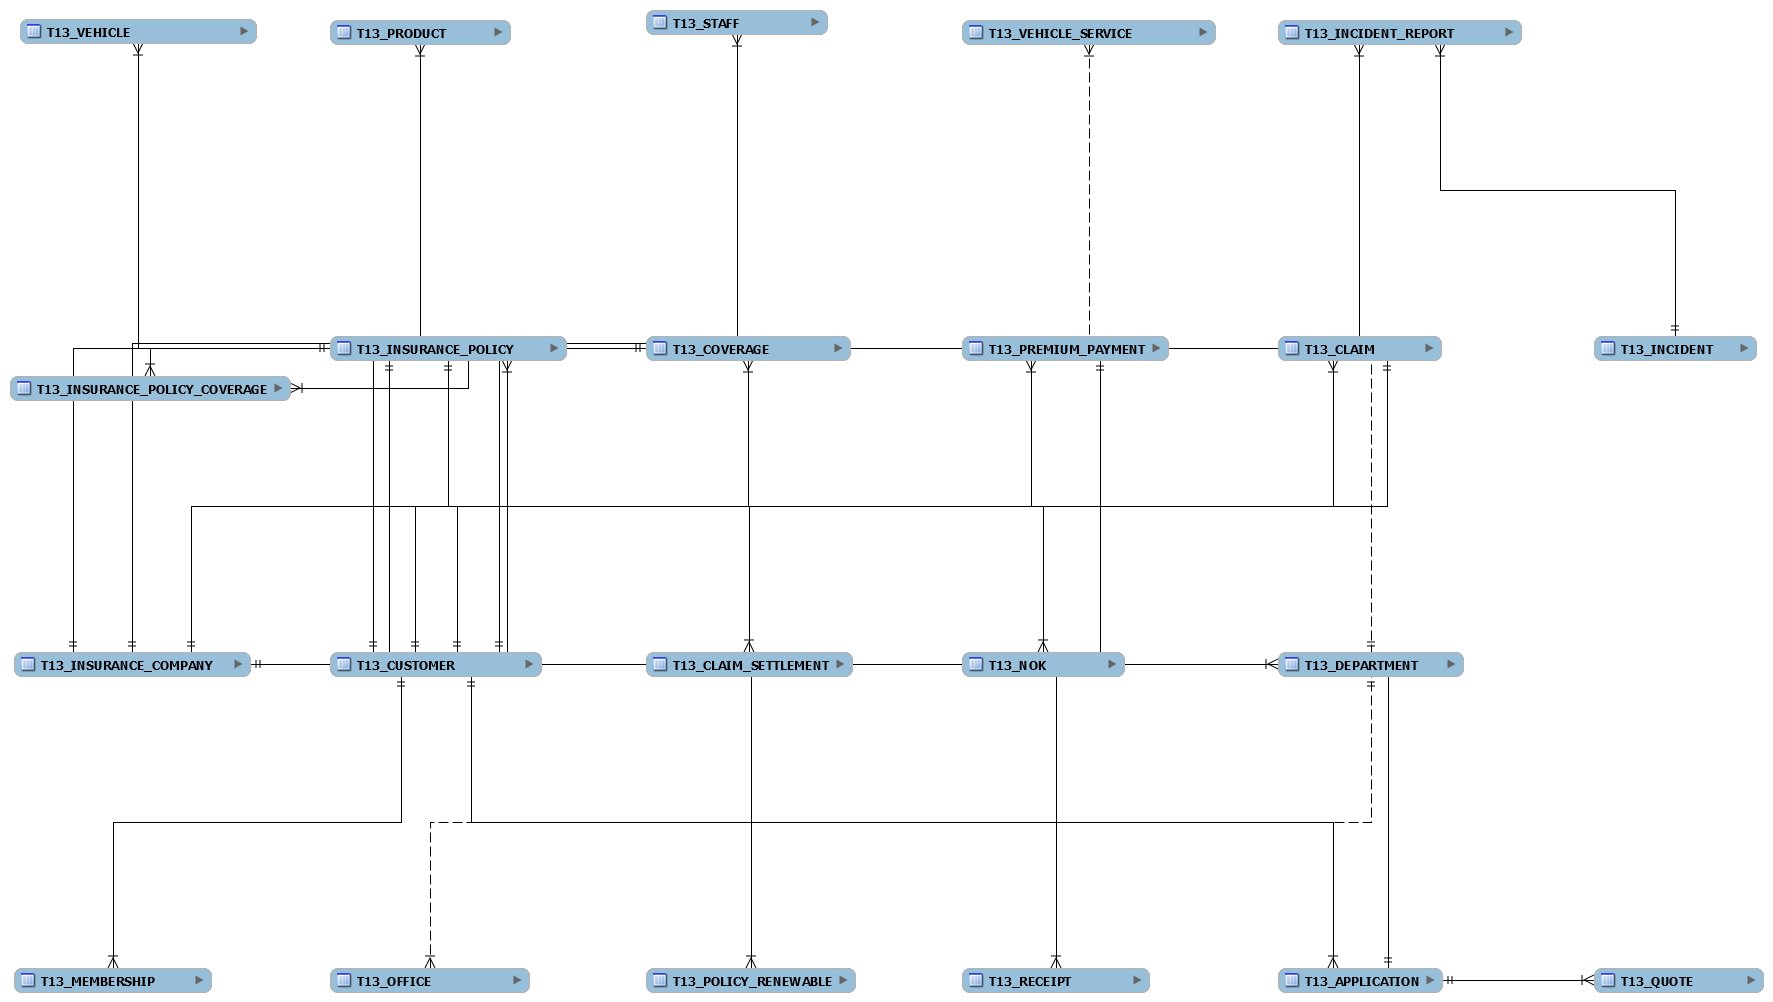 T13_VEHICLE
T13_PRODUCT
T13_STAFF
T13_VEHICLE_SERVICE
T13_INCIDENT_REPORT
T13_INSURANCE_POLICY
T13_COVERAGE
T13_PREMIUM_PAYMENT
T13_CLAIM
T13_INCIDENT
T13_INSURANCE_POLICY_COVERAGE
T13_INSURANCE_COMPANY
T13_CUSTOMER
T13_CLAIM_SETTLEMENT
T13_NOK
T13_DEPARTMENT
T13_MEMBERSHIP
T13_OFFICE
T13_POLICY_RENEWABLE
T13_RECEIPT
T13_APPLICATION
T13_QUOTE